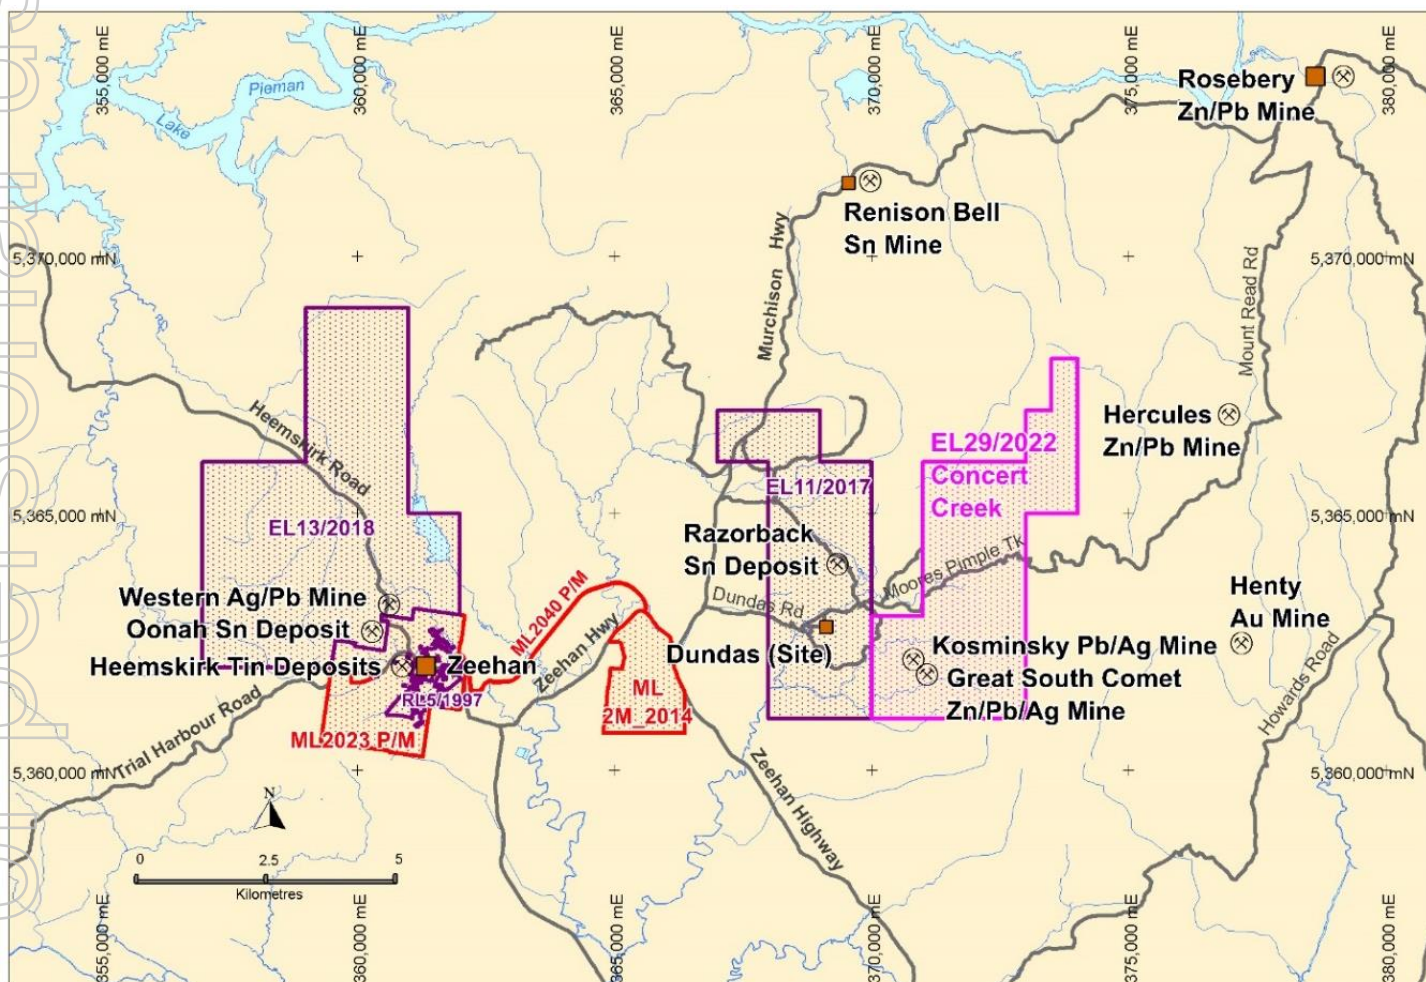 355,000 mE
360,000 mE
365,000 mE
370,000 mE
375,000 mE
380,000 mE
Pieman
Lake
Rosebery
Zn/Pb Mine
Renison Bell
Sn Mine
5,370,000 mN
5,370,000 mN
Murchison Hwy
Mount Read Rd
Rd
Heemskirk Road
Hercules
Zn/Pb Mine
EL29/2022
Concert
Creek
EL11/2017
5,365,000 mN
5,365,000 mN
EL13/2018
Razorback
Sn Deposit
Moores Pimple Tk
Dundas Rd
Henty
Au Mine
Western Ag/Pb Mine
Oonah Sn Deposit
Heemskirk Tin Deposits
Zeehan
ML2040 P/M
Zeehan Hwy
Dundas (Site)
Kosminsky Pb/Ag Mine
Great South Comet
Zn/Pb/Ag Mine
RL5/1997
ML
2M_2014
ML2023 P/M
Trial Harbour Road
Howards Road
Zeehan Highway
5,360,000 mN
5,360,000 mN
N
0 2.5 5
Kilometres
355,000 mE
360,000 mE
365,000 mE
370,000 mE
375,000 mE
380,000 mE